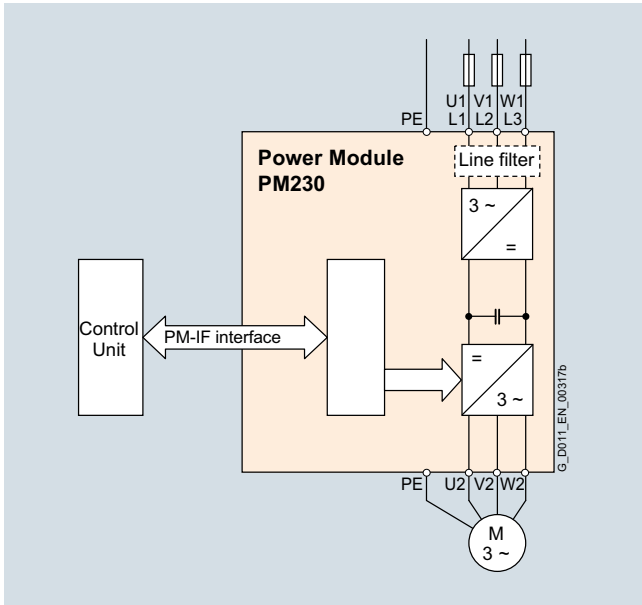 U1 V1 W1
PE L1 L2 L3
Power Module
PM230
Line filter
3 ~
=
Control
Unit
PM-IF interface
=
3 ~
G_D011_EN_00317b
PE U2 V2 W2
M
3 ~